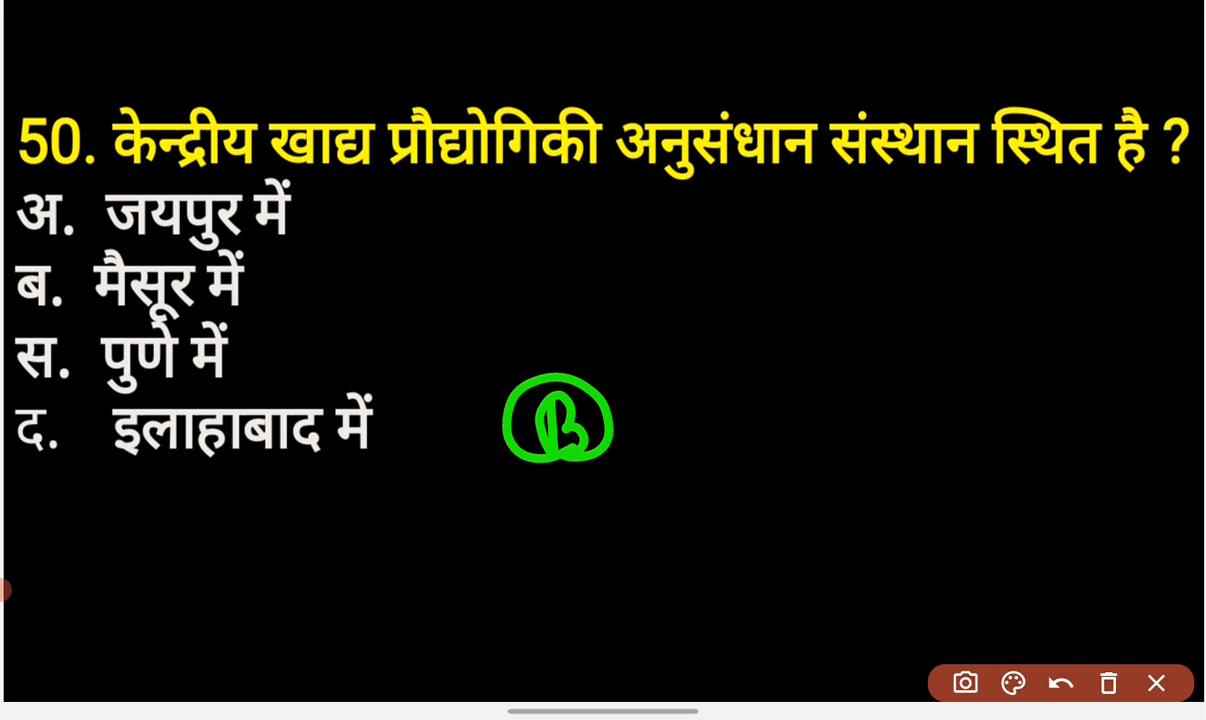 50. केन्द्रीय खाद्य प्रौद्योगिकी अनुसंधान संस्थान स्थित है ?
अ. जयपुर में
ब. मैसूर में
स. पुणे में
द. इलाहाबाद में
B